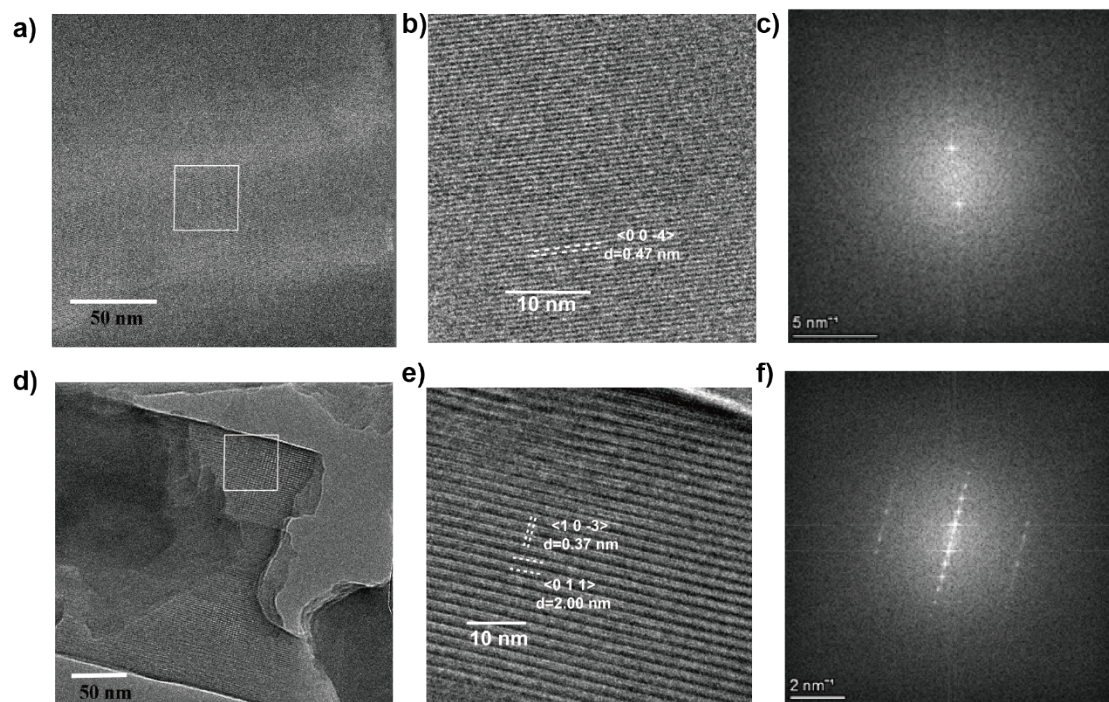 a)
b)
c)
<0 0 -4>
d=0.47 nm
50 nm
10 nm
5 nm⁻¹
d)
e)
f)
<1 0 -3>
d=0.37 nm
<0 1 1>
d=2.00 nm
50 nm
10 nm
2 nm⁻¹